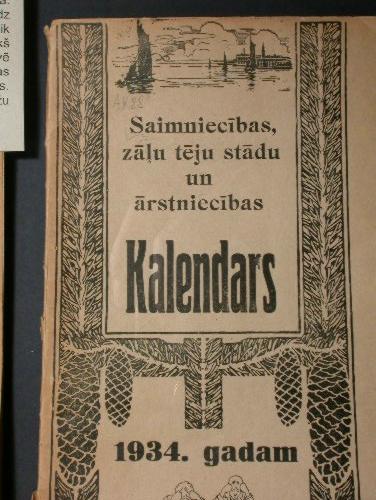 Saimniecības,
zāļu tēju stādu
un
ārstniecības
Kalendars
1934. gadam